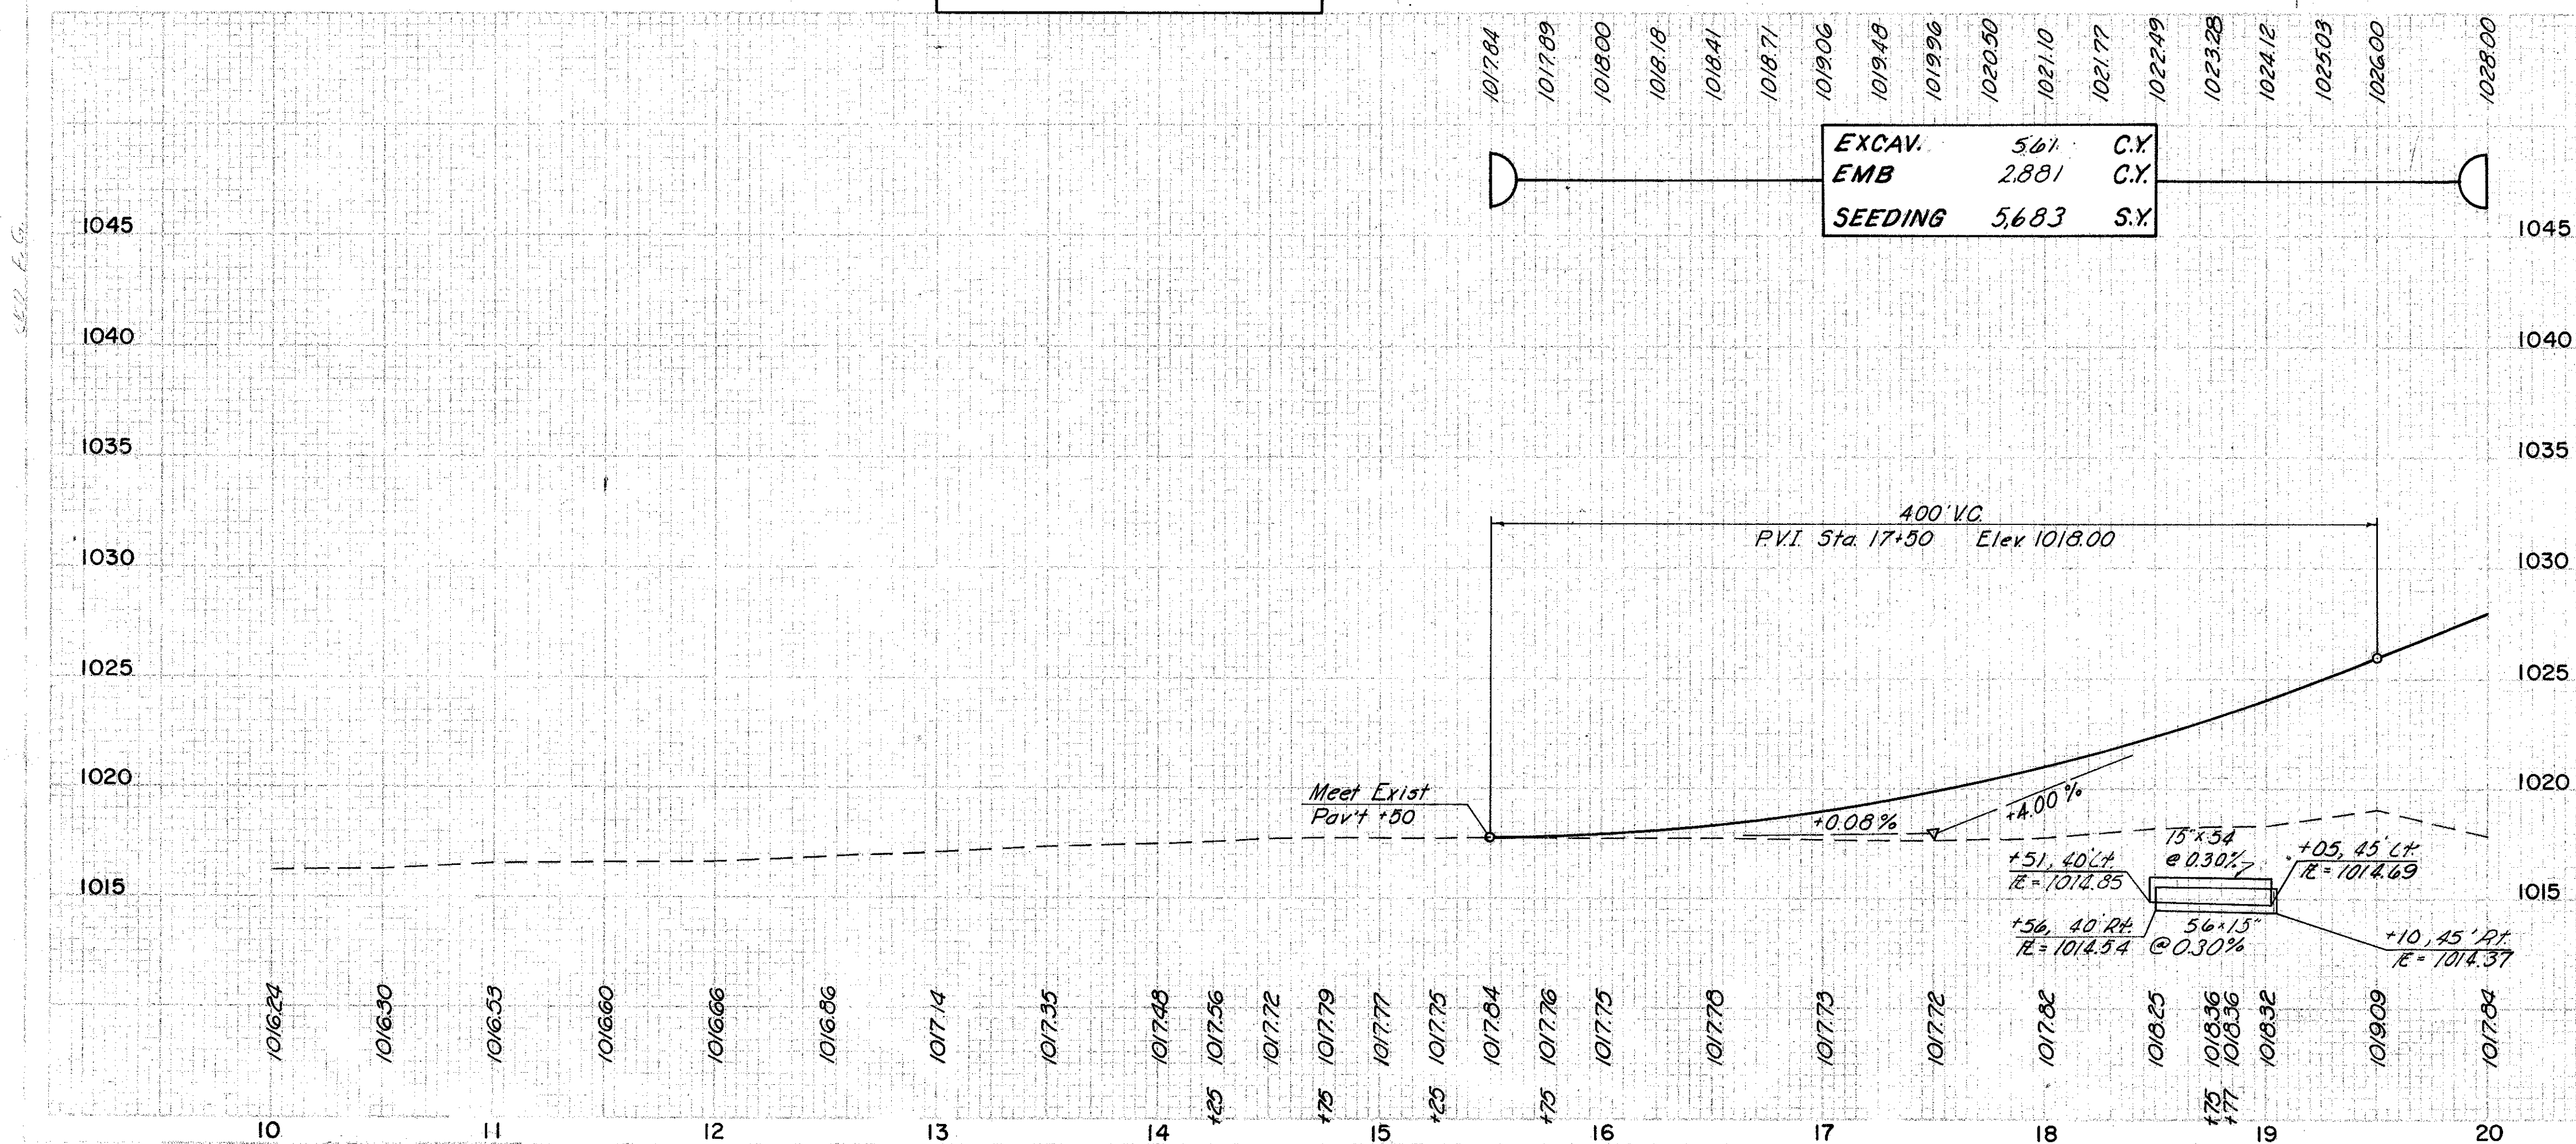 1017.84 1017.89 1018.00 1018.18 1018.41 1018.71 1019.06 1019.48 1019.96 1020.50 1021.10 1021.77 1022.49 1023.28 1024.12 1025.03 1026.00 1028.00
EXCAV. 561 C.Y.
EMB 2,881 C.Y.
SEEDING 5,683 S.Y.
1045 1045
1040 1040
1035 1035
400' V.C.
P.V.I. Sta. 17+50 Elev. 1018.00
1030 1030
1025 1025
1020 1020
Meet Exist
Pav't +50
+0.08%
+4.00%
15"x54
@ 0.30%
+51, 40' Lt.
FE = 1014.85
+05, 45' Lt.
FE = 1014.69
1015 1015
+56, 40' Rt.
FE = 1014.54
56x15"
@ 0.30%
+10, 45' Rt.
FE = 1014.37
1016.24 1016.30 1016.53 1016.60 1016.66 1016.86 1017.14 1017.35 1017.48 1017.56 1017.72 1017.79 1017.77 1017.75 1017.84 1017.76 1017.75 1017.78 1017.73 1017.72 1017.82 1018.25 1018.36 1018.36 1018.32 1019.09 1017.84
+25 +75 +25 +75 +75 +77
10 11 12 13 14 15 16 17 18 19 20